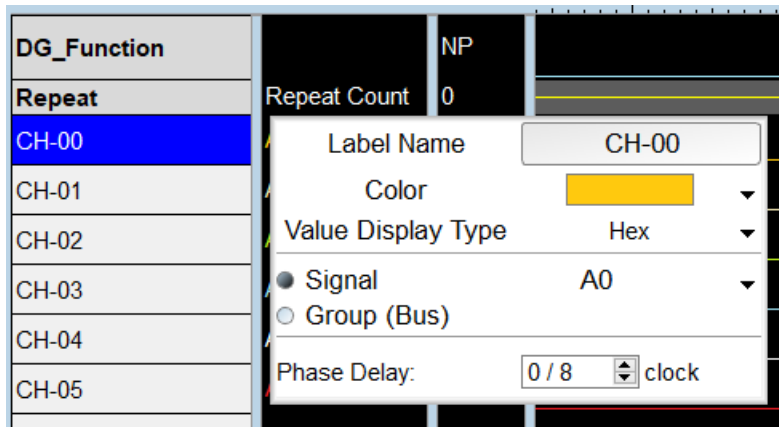 DG_Function NP
Repeat Repeat Count 0
CH-00
Label Name CH-00
CH-01
Color
CH-02
Value Display Type Hex
CH-03
Signal A0
Group (Bus)
CH-04
Phase Delay: 0 / 8 clock
CH-05